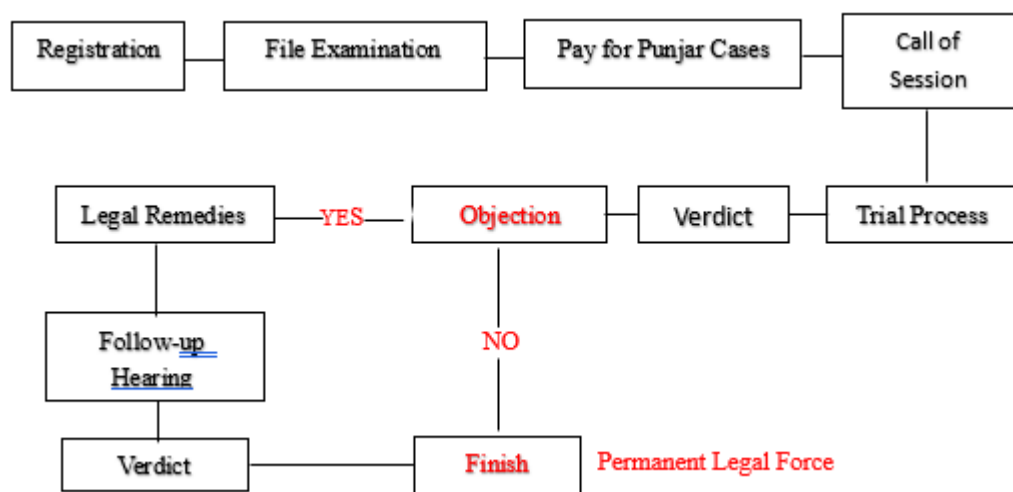 Registration
File Examination
Pay for Punjar Cases
Call of
Session
Legal Remedies
YES
Objection
Verdict
Trial Process
Follow-up
Hearing
NO
Verdict
Finish
Permanent Legal Force